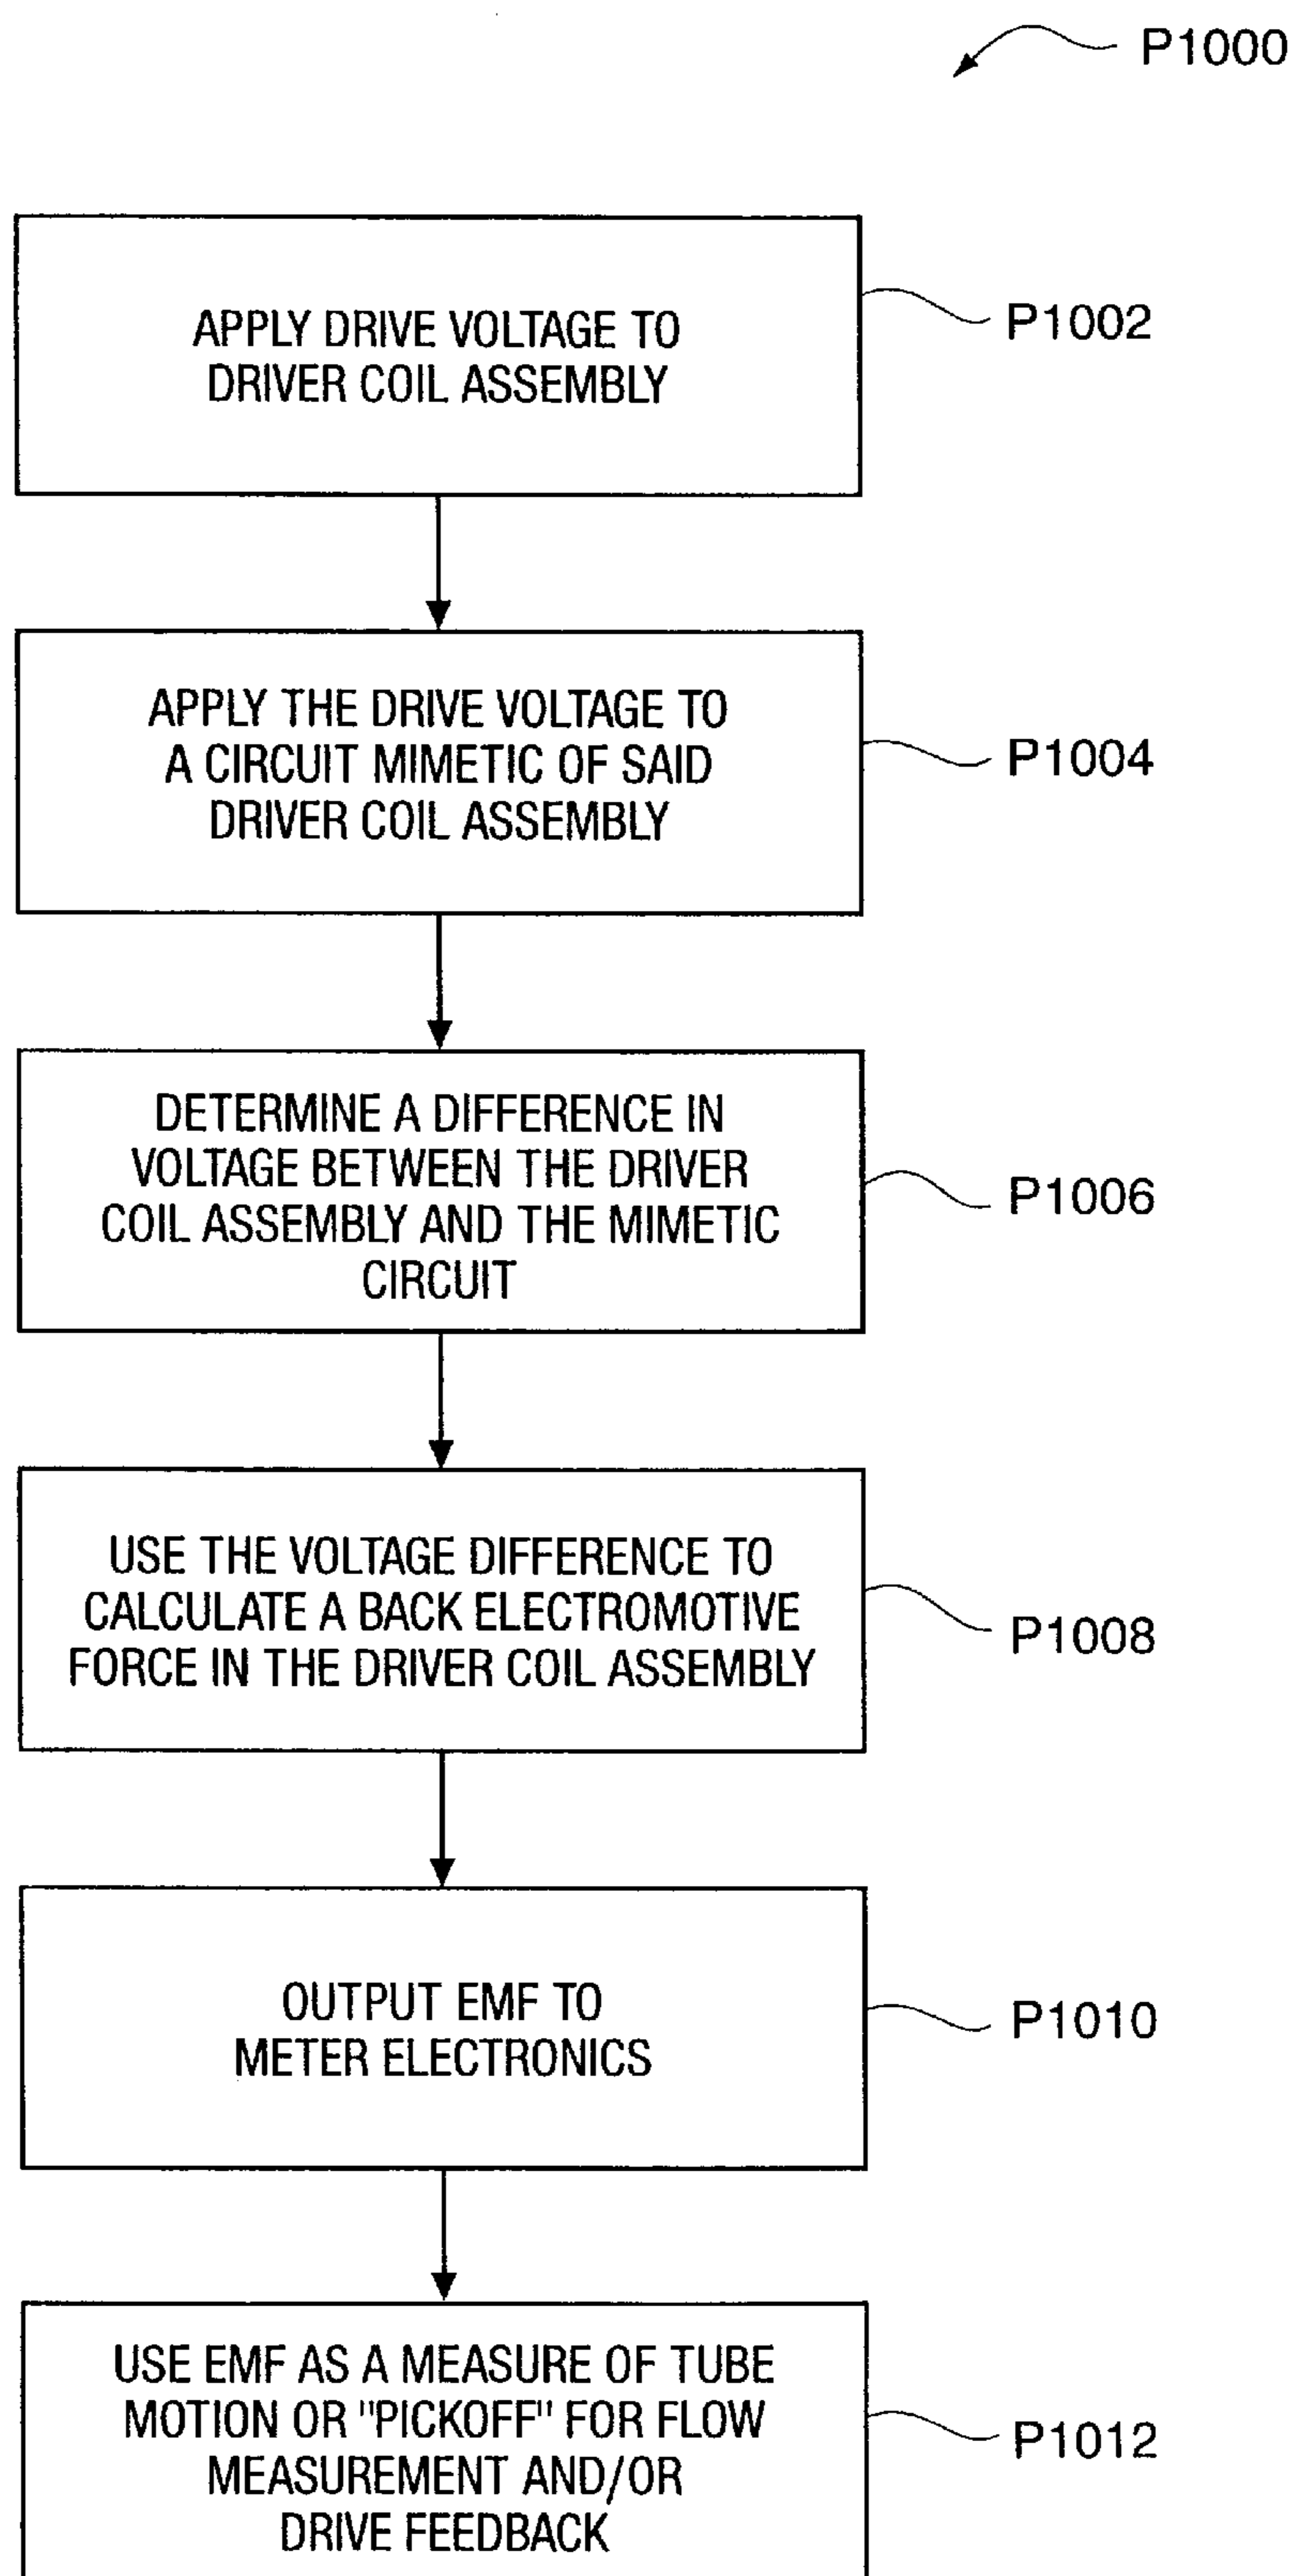 P1000
APPLY DRIVE VOLTAGE TO
DRIVER COIL ASSEMBLY
P1002
APPLY THE DRIVE VOLTAGE TO
A CIRCUIT MIMETIC OF SAID
DRIVER COIL ASSEMBLY
P1004
DETERMINE A DIFFERENCE IN
VOLTAGE BETWEEN THE DRIVER
COIL ASSEMBLY AND THE MIMETIC
CIRCUIT
P1006
USE THE VOLTAGE DIFFERENCE TO
CALCULATE A BACK ELECTROMOTIVE
FORCE IN THE DRIVER COIL ASSEMBLY
P1008
OUTPUT EMF TO
METER ELECTRONICS
P1010
USE EMF AS A MEASURE OF TUBE
MOTION OR "PICKOFF" FOR FLOW
MEASUREMENT AND/OR
DRIVE FEEDBACK
P1012